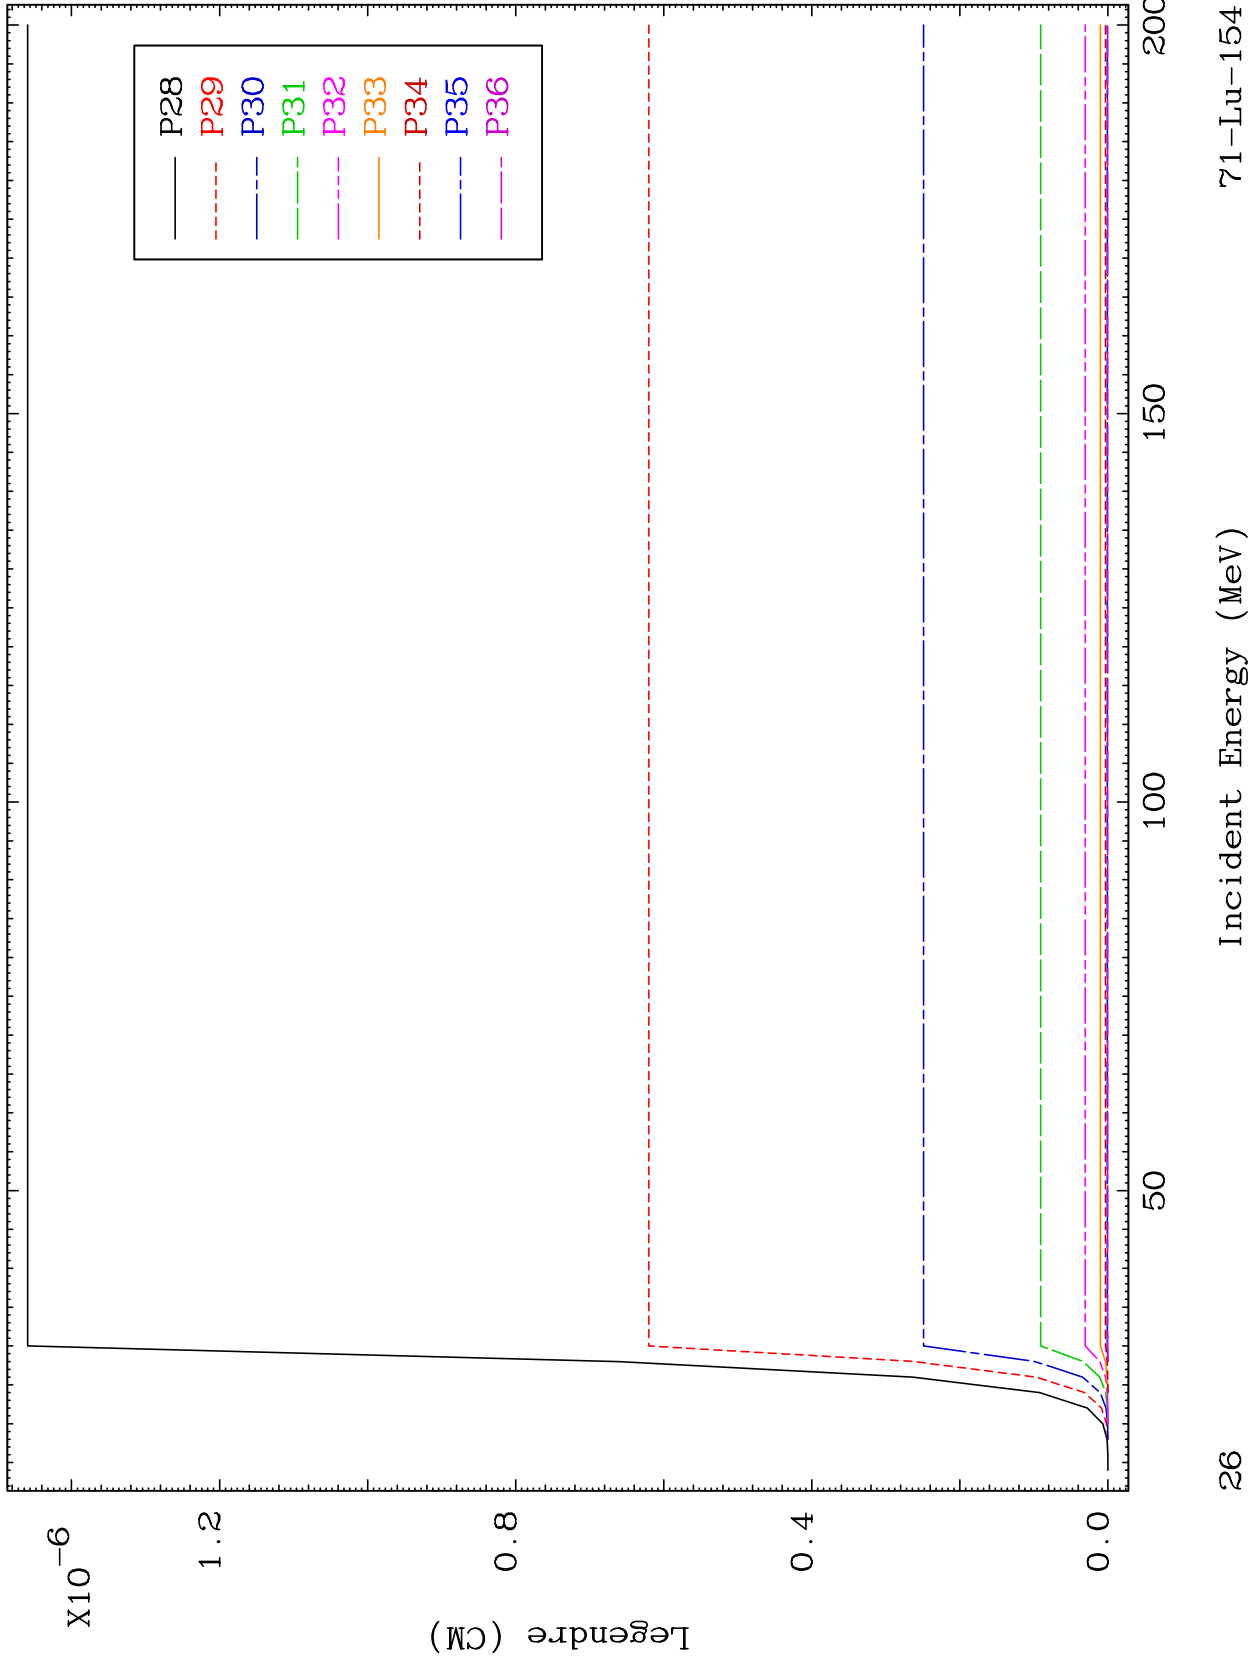 X10-6
1.2
0.8
0.4
0.0
Legendre (CM)
P28
P29
P30
P31
P32
P33
P34
P35
P36
50
100
150
200
Incident Energy (MeV)
26
71-Lu-154